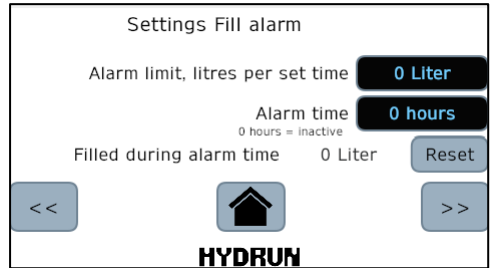 Settings Fill alarm
Alarm limit, litres per set time 0 Liter
Alarm time 0 hours
0 hours = inactive
Filled during alarm time 0 Liter Reset
<< >>
HYDRUN